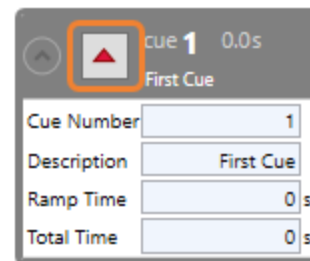 cue 1 0.0s
First Cue
Cue Number 1
Description First Cue
Ramp Time 0 s
Total Time 0 s